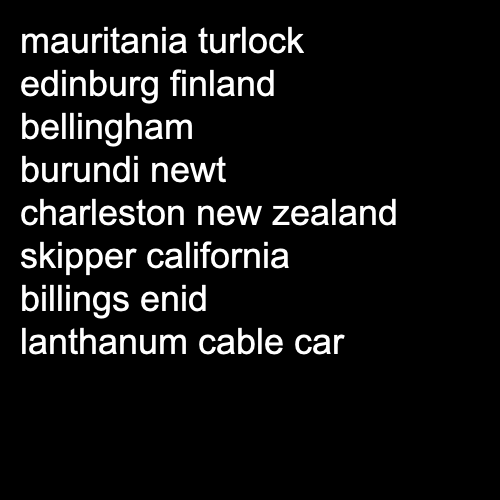 mauritania turlock
edinburg finland
bellingham
burundi newt
charleston new zealand
skipper california
billings enid
lanthanum cable car